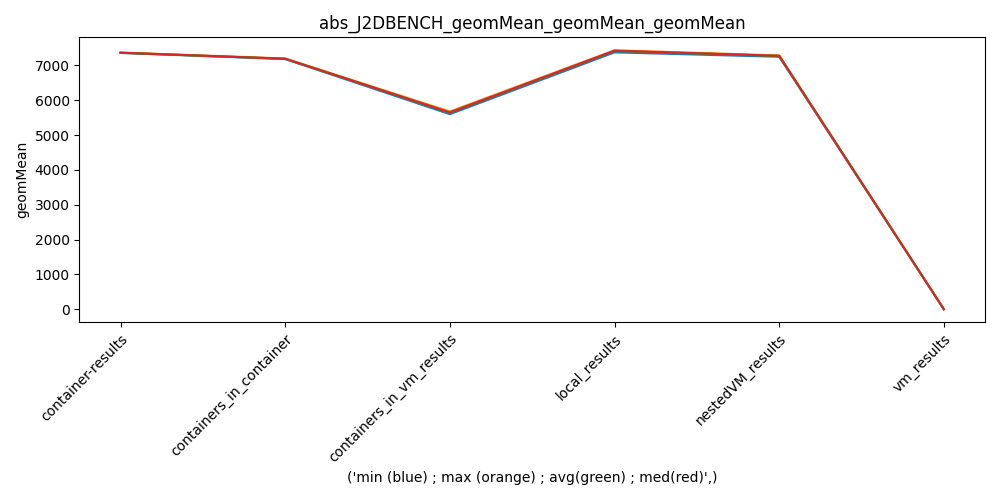 abs_J2DBENCH_geomMean_geomMean_geomMean
geomMean
7000
6000
5000
4000
3000
2000
1000
0
container-results
containers_in_container
containers_in_vm_results
local_results
nestedVM_results
vm_results
('min (blue) ; max (orange) ; avg(green) ; med(red)',)